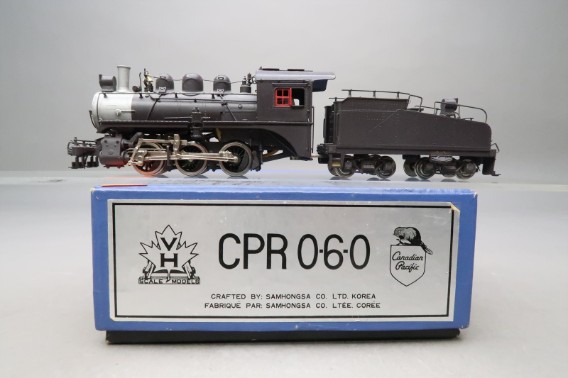 VH
SCALE MODELS
CPR 0-6-0
Canadian
Pacific
CRAFTED BY: SAMHONGSA CO. LTD. KOREA
FABRIQUE PAR: SAMHONGSA CO. LTEE. COREE